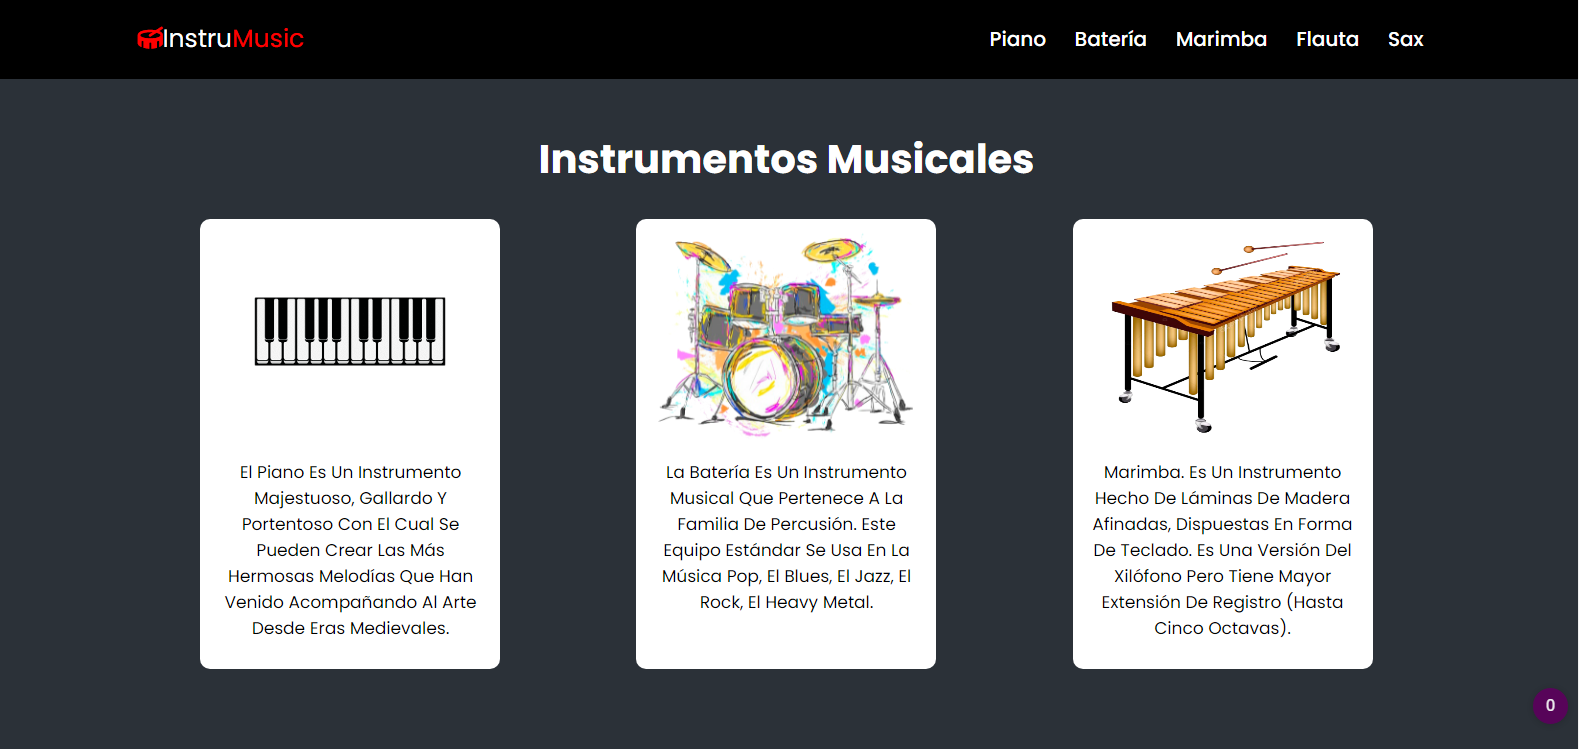 InstruMusic
Piano Batería Marimba Flauta Sax
Instrumentos Musicales
El Piano Es Un Instrumento
Majestuoso, Gallardo Y
Portentoso Con El Cual Se
Pueden Crear Las Más
Hermosas Melodías Que Han
Venido Acompañando Al Arte
Desde Eras Medievales.
La Batería Es Un Instrumento
Musical Que Pertenece A La
Familia De Percusión. Este
Equipo Estándar Se Usa En La
Música Pop, El Blues, El Jazz, El
Rock, El Heavy Metal.
Marimba. Es Un Instrumento
Hecho De Láminas De Madera
Afinadas, Dispuestas En Forma
De Teclado. Es Una Versión Del
Xilófono Pero Tiene Mayor
Extensión De Registro (Hasta
Cinco Octavas).
0